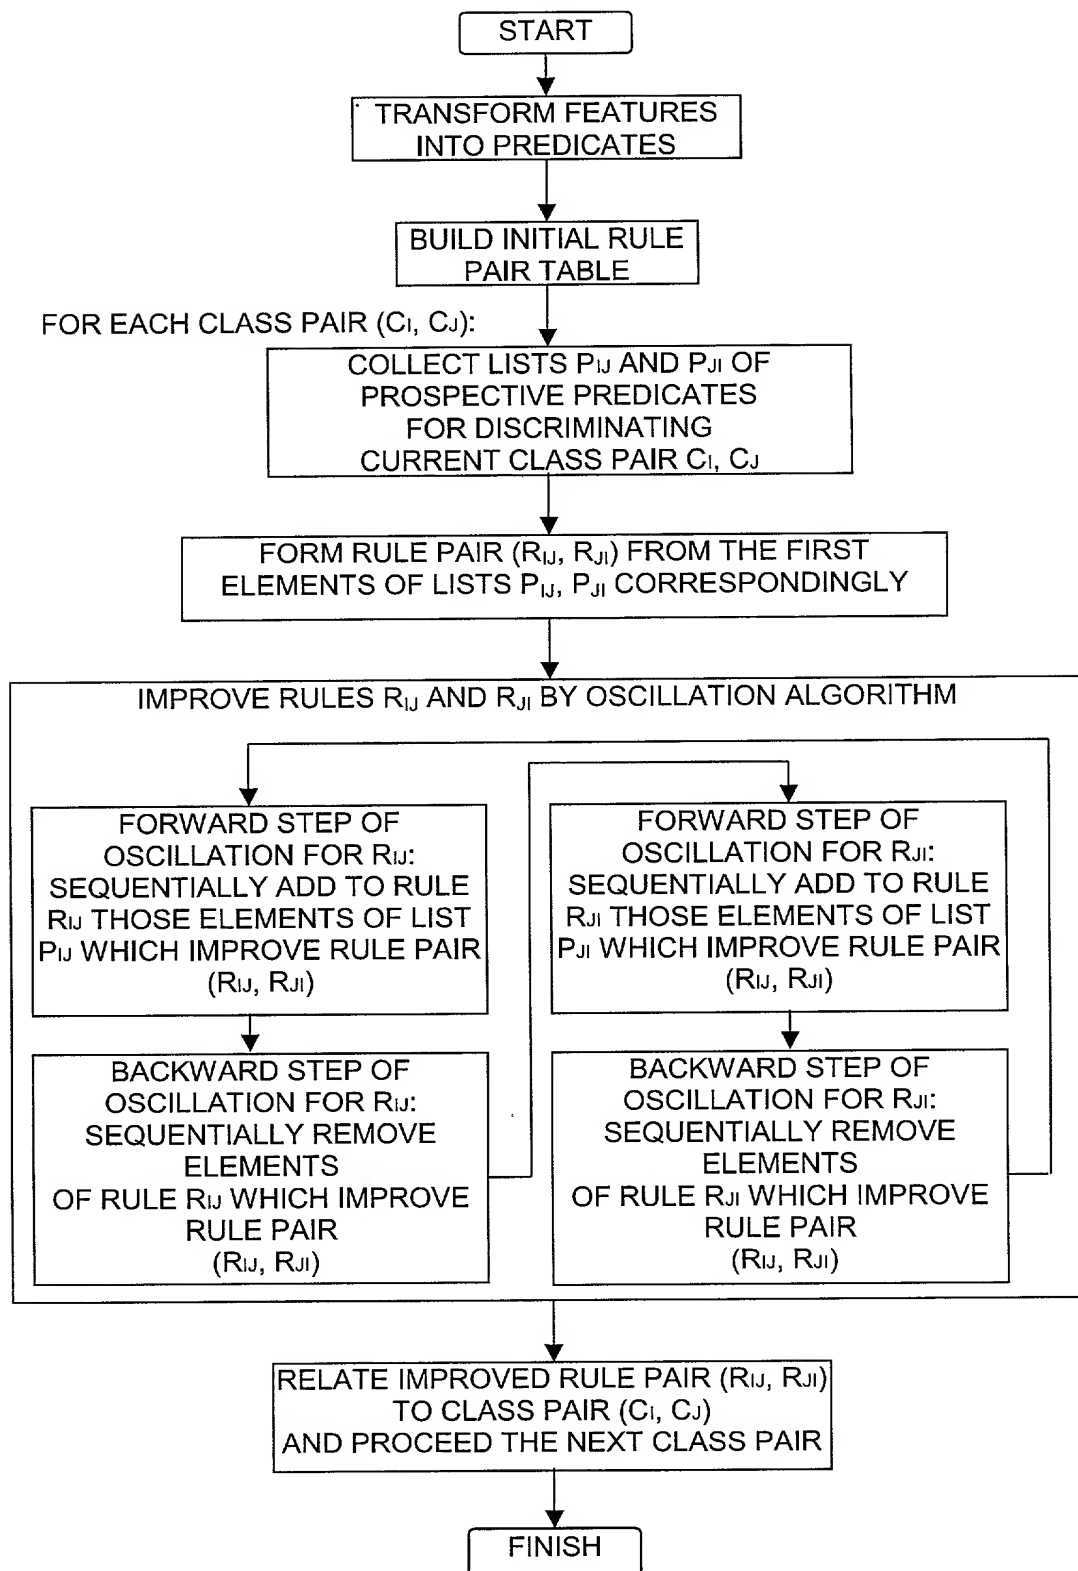 START
TRANSFORM FEATURES
INTO PREDICATES
BUILD INITIAL RULE
PAIR TABLE
FOR EACH CLASS PAIR (CI, CJ):
COLLECT LISTS PIJ AND PJI OF
PROSPECTIVE PREDICATES
FOR DISCRIMINATING
CURRENT CLASS PAIR CI, CJ
FORM RULE PAIR (RIJ, RJI) FROM THE FIRST
ELEMENTS OF LISTS PIJ, PJI CORRESPONDINGLY
IMPROVE RULES RIJ AND RJI BY OSCILLATION ALGORITHM
FORWARD STEP OF
OSCILLATION FOR RIJ:
SEQUENTIALLY ADD TO RULE
RIJ THOSE ELEMENTS OF LIST
PIJ WHICH IMPROVE RULE PAIR
(RIJ, RJI)
BACKWARD STEP OF
OSCILLATION FOR RIJ:
SEQUENTIALLY REMOVE
ELEMENTS
OF RULE RIJ WHICH IMPROVE
RULE PAIR
(RIJ, RJI)
FORWARD STEP OF
OSCILLATION FOR RJI:
SEQUENTIALLY ADD TO RULE
RJI THOSE ELEMENTS OF LIST
PJI WHICH IMPROVE RULE PAIR
(RIJ, RJI)
BACKWARD STEP OF
OSCILLATION FOR RJI:
SEQUENTIALLY REMOVE
ELEMENTS
OF RULE RJI WHICH IMPROVE
RULE PAIR
(RIJ, RJI)
RELATE IMPROVED RULE PAIR (RIJ, RJI)
TO CLASS PAIR (CI, CJ)
AND PROCEED THE NEXT CLASS PAIR
FINISH